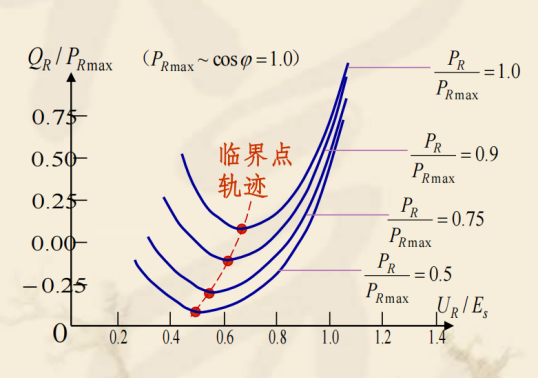 Q_R / P_Rmax （P_Rmax ~ cosφ = 1.0）
P_R / P_Rmax = 1.0
0.75
临界点
轨迹
0.50
P_R / P_Rmax = 0.9
0.25
P_R / P_Rmax = 0.75
0.00
P_R / P_Rmax = 0.5
−0.25
U_R / E_s
0 0.2 0.4 0.6 0.8 1.0 1.2 1.4